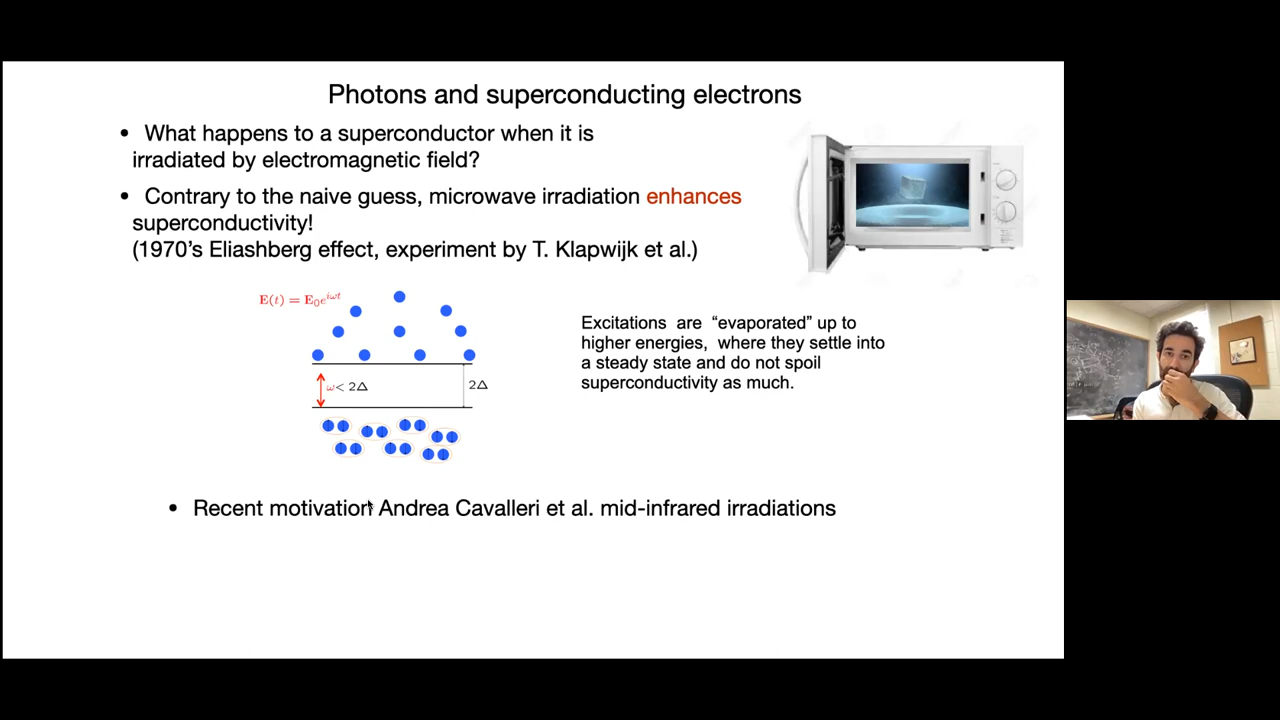 Photons and superconducting electrons
• What happens to a superconductor when it is
irradiated by electromagnetic field?
• Contrary to the naive guess, microwave irradiation enhances
superconductivity!
(1970’s Eliashberg effect, experiment by T. Klapwijk et al.)
E(t) = E₀e^{iωt}
Excitations are “evaporated” up to
higher energies, where they settle into
a steady state and do not spoil
superconductivity as much.
ω< 2Δ
2Δ
• Recent motivation Andrea Cavalleri et al. mid-infrared irradiations